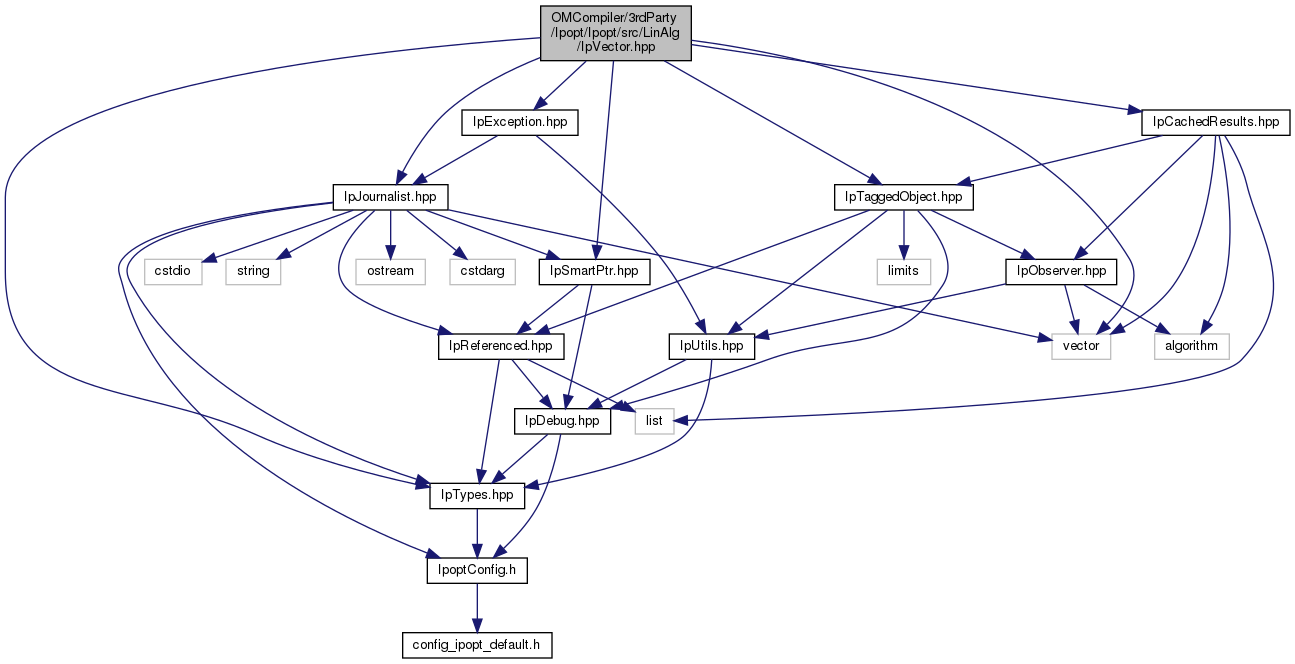 OMCompiler/3rdParty
/Ipopt/Ipopt/src/LinAlg
/IpVector.hpp
IpException.hpp
IpCachedResults.hpp
IpJournalist.hpp
IpTaggedObject.hpp
cstdio
string
ostream
cstdarg
IpSmartPtr.hpp
limits
IpObserver.hpp
IpReferenced.hpp
IpUtils.hpp
vector
algorithm
IpDebug.hpp
list
IpTypes.hpp
IpoptConfig.h
config_ipopt_default.h